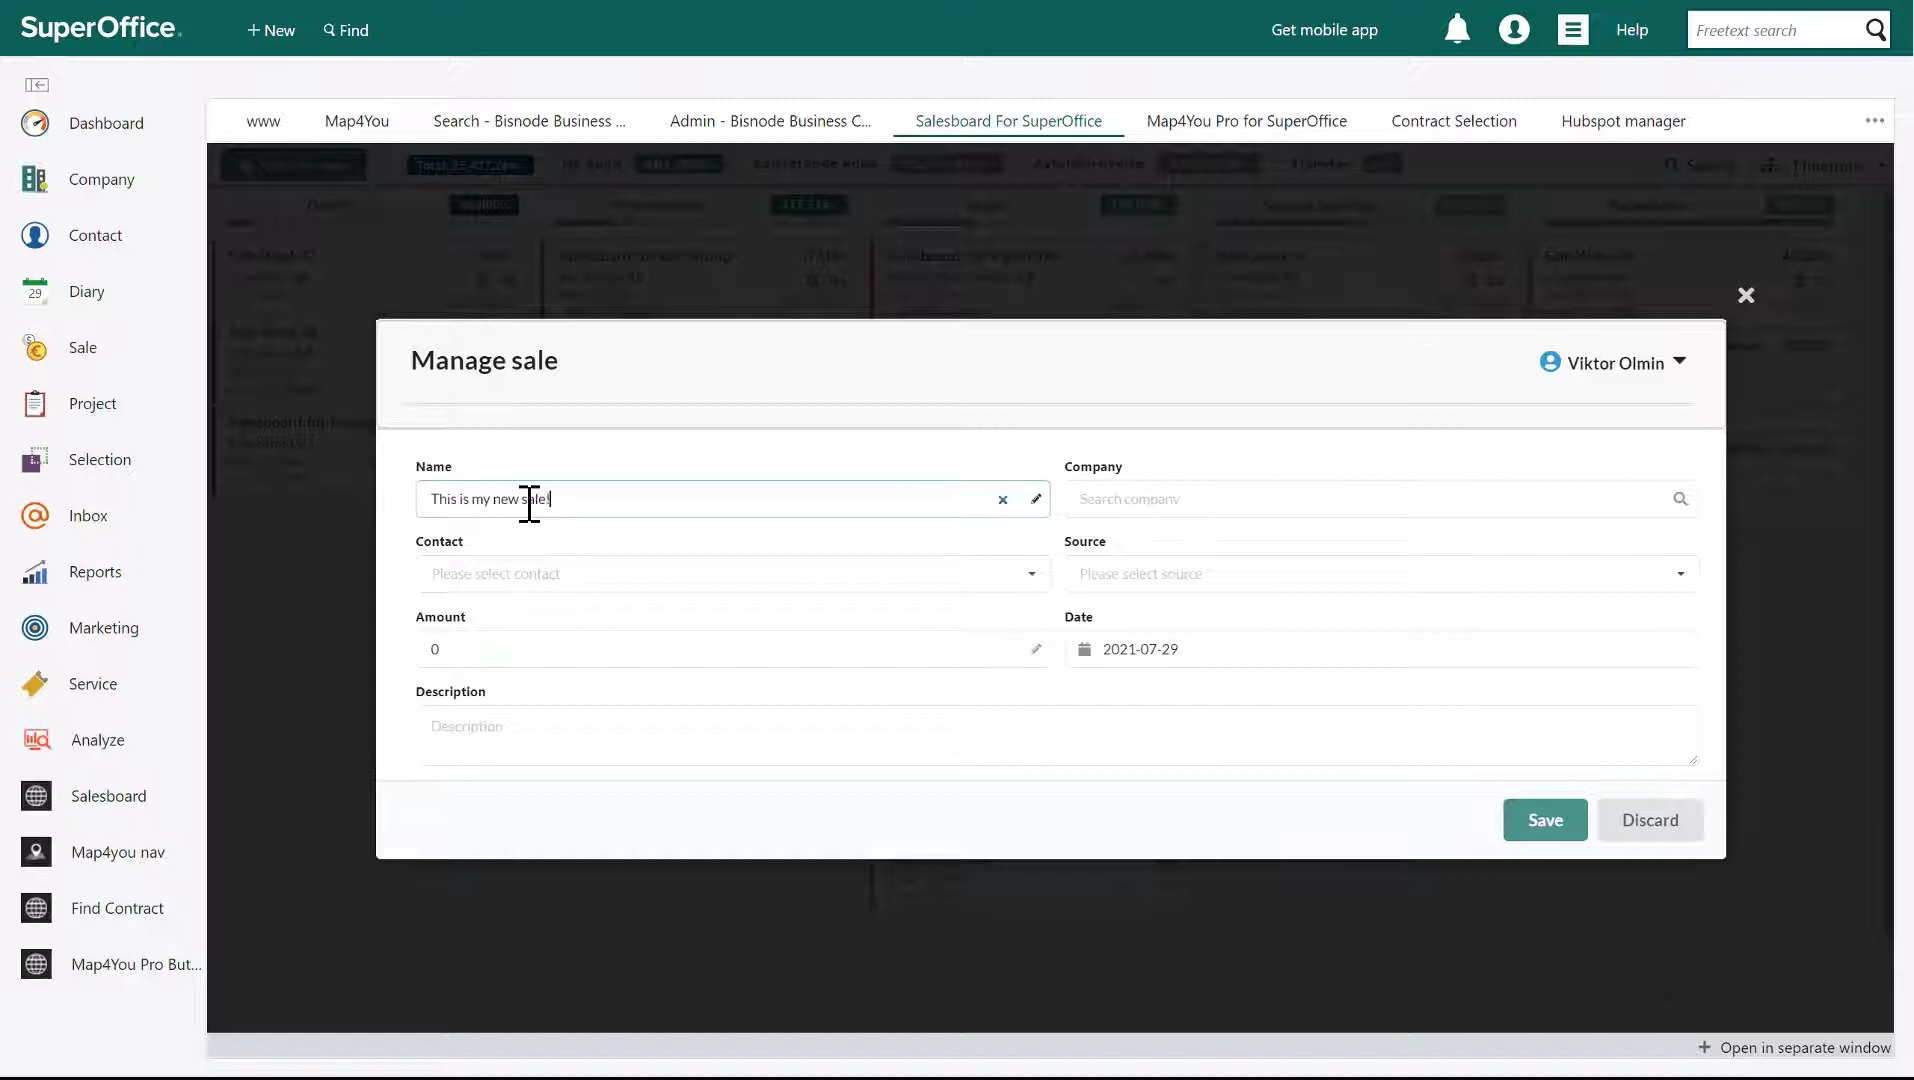 SuperOffice.
+ New
Find
Get mobile app
Help
Freetext search
Dashboard
Company
Contact
29
Diary
Sale
Project
Selection
Inbox
Reports
Marketing
Service
Analyze
Salesboard
Map4you nav
Find Contract
Map4You Pro But...
www
Map4You
Search - Bisnode Business ...
Admin - Bisnode Business C...
Salesboard For SuperOffice
Map4You Pro for SuperOffice
Contract Selection
Hubspot manager
Manage sale
Viktor Olmin
Name
This is my new sale!
Company
Search company
Contact
Please select contact
Source
Please select source
Amount
0
Date
2021-07-29
Description
Description
Save
Discard
+ Open in separate window